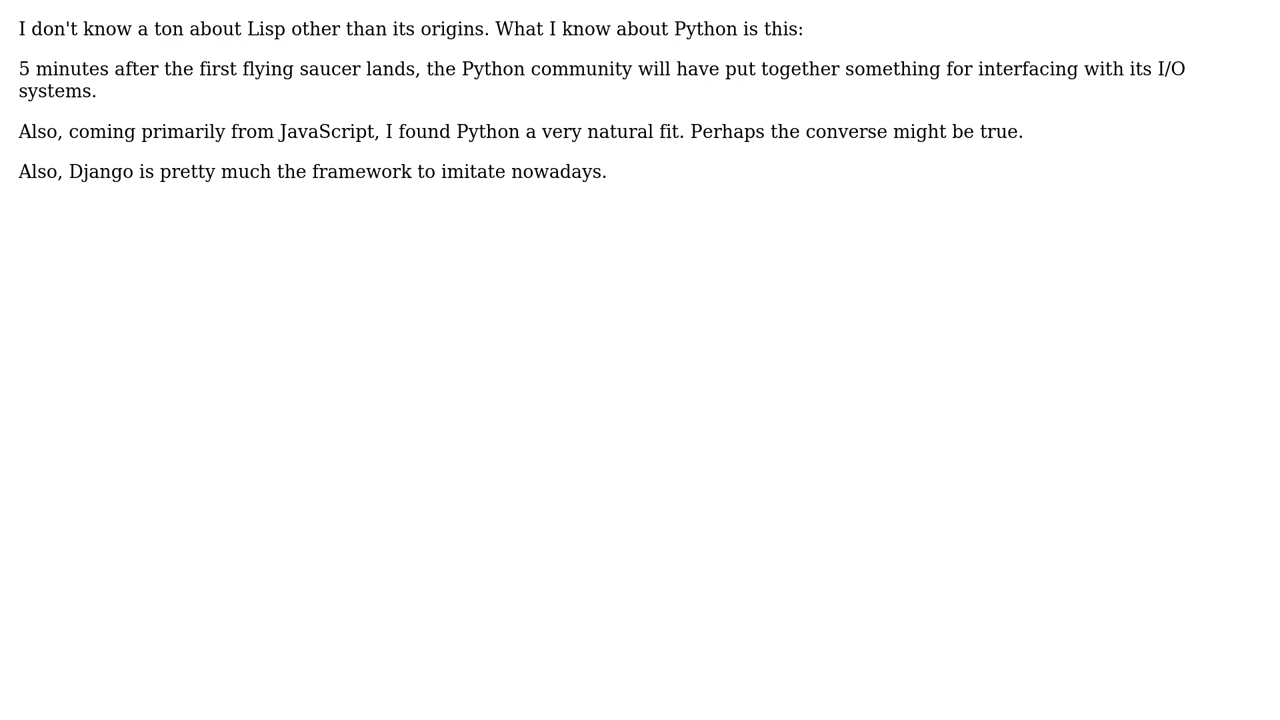 I don't know a ton about Lisp other than its origins. What I know about Python is this:
5 minutes after the first flying saucer lands, the Python community will have put together something for interfacing with its I/O
systems.
Also, coming primarily from JavaScript, I found Python a very natural fit. Perhaps the converse might be true.
Also, Django is pretty much the framework to imitate nowadays.